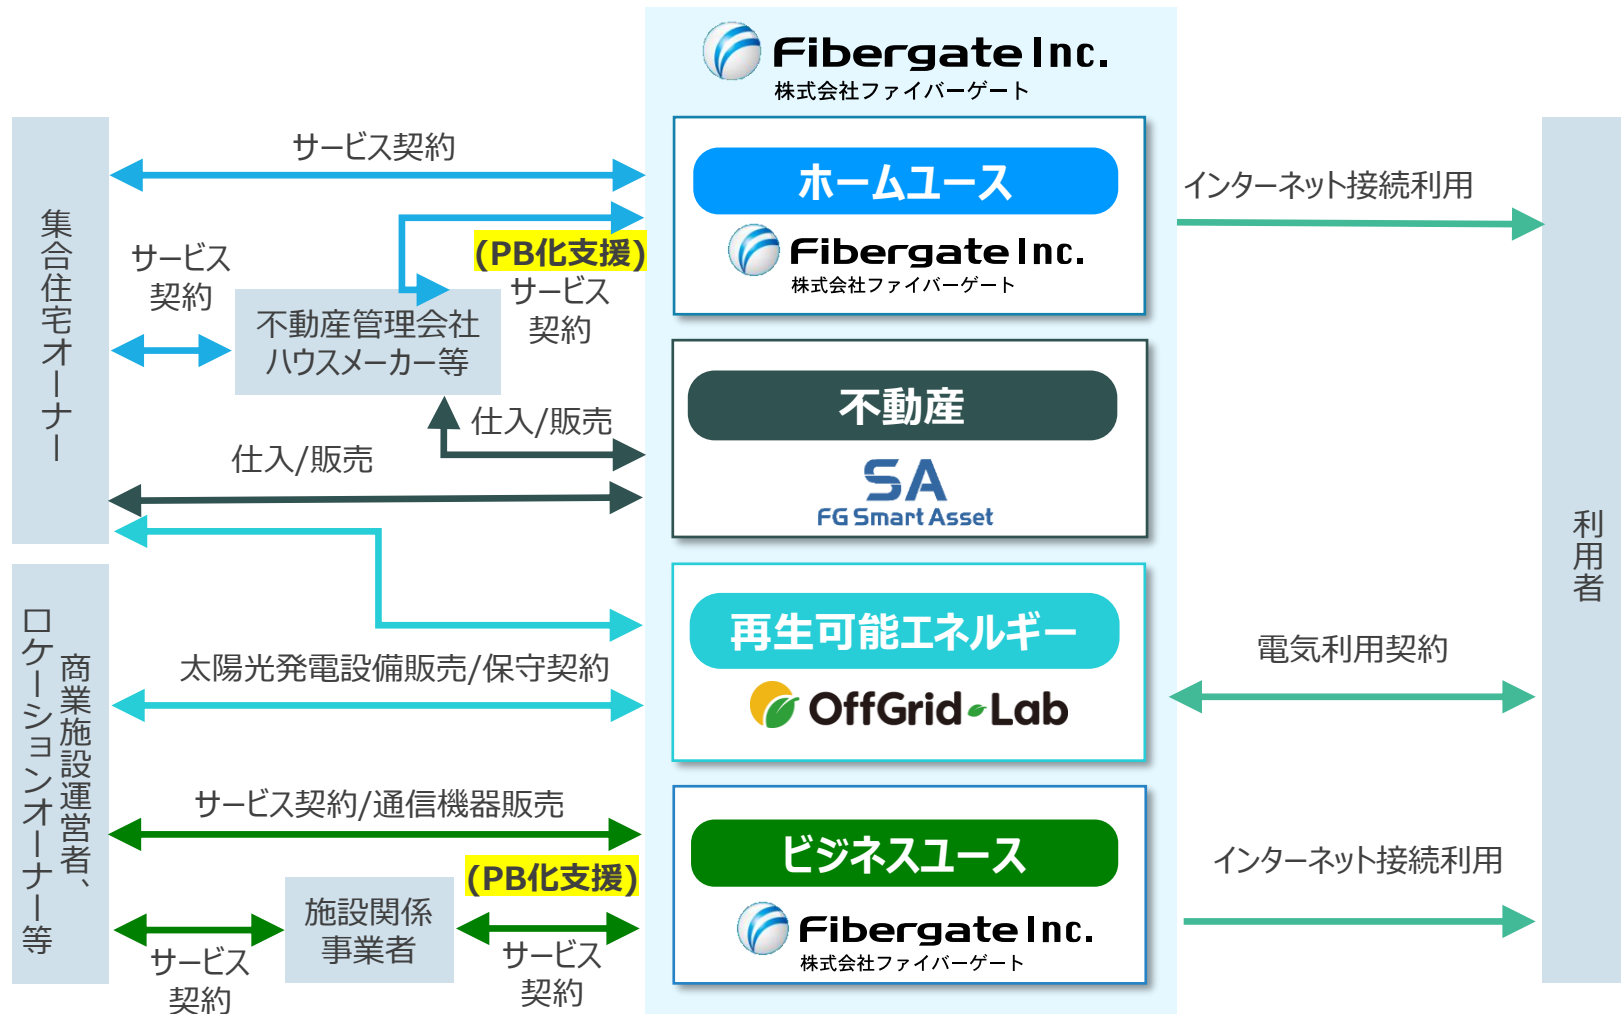 Fibergate Inc.
株式会社ファイバーゲート
集合住宅オーナー
サービス契約
サービス
契約
不動産管理会社
ハウスメーカー等
(PB化支援)
サービス
契約
仕入/販売
仕入/販売
商業施設運営者、
ロケーションオーナー等
太陽光発電設備販売/保守契約
サービス契約/通信機器販売
サービス
契約
施設関係
事業者
(PB化支援)
サービス
契約
ホームユース
Fibergate Inc.
株式会社ファイバーゲート
不動産
SA
FG Smart Asset
再生可能エネルギー
OffGrid Lab
ビジネスユース
Fibergate Inc.
株式会社ファイバーゲート
インターネット接続利用
電気利用契約
インターネット接続利用
利用者